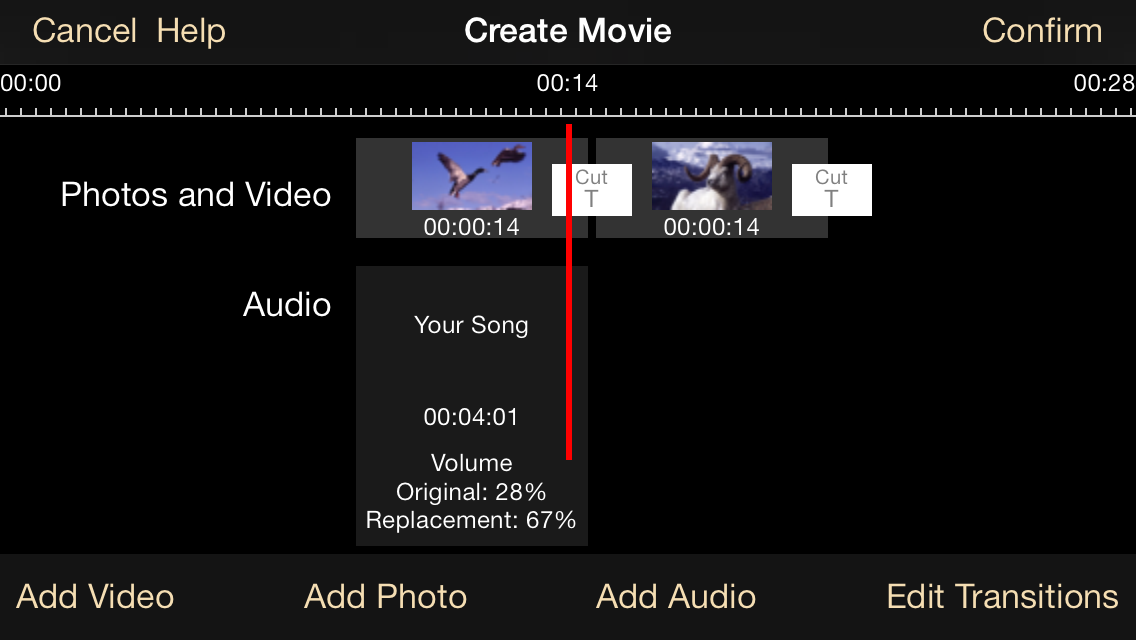 Cancel Help Create Movie Confirm
00:00 00:14 00:28
Photos and Video
Cut
T
00:00:14
Cut
T
00:00:14
Audio
Your Song
00:04:01
Volume
Original: 28%
Replacement: 67%
Add Video Add Photo Add Audio Edit Transitions